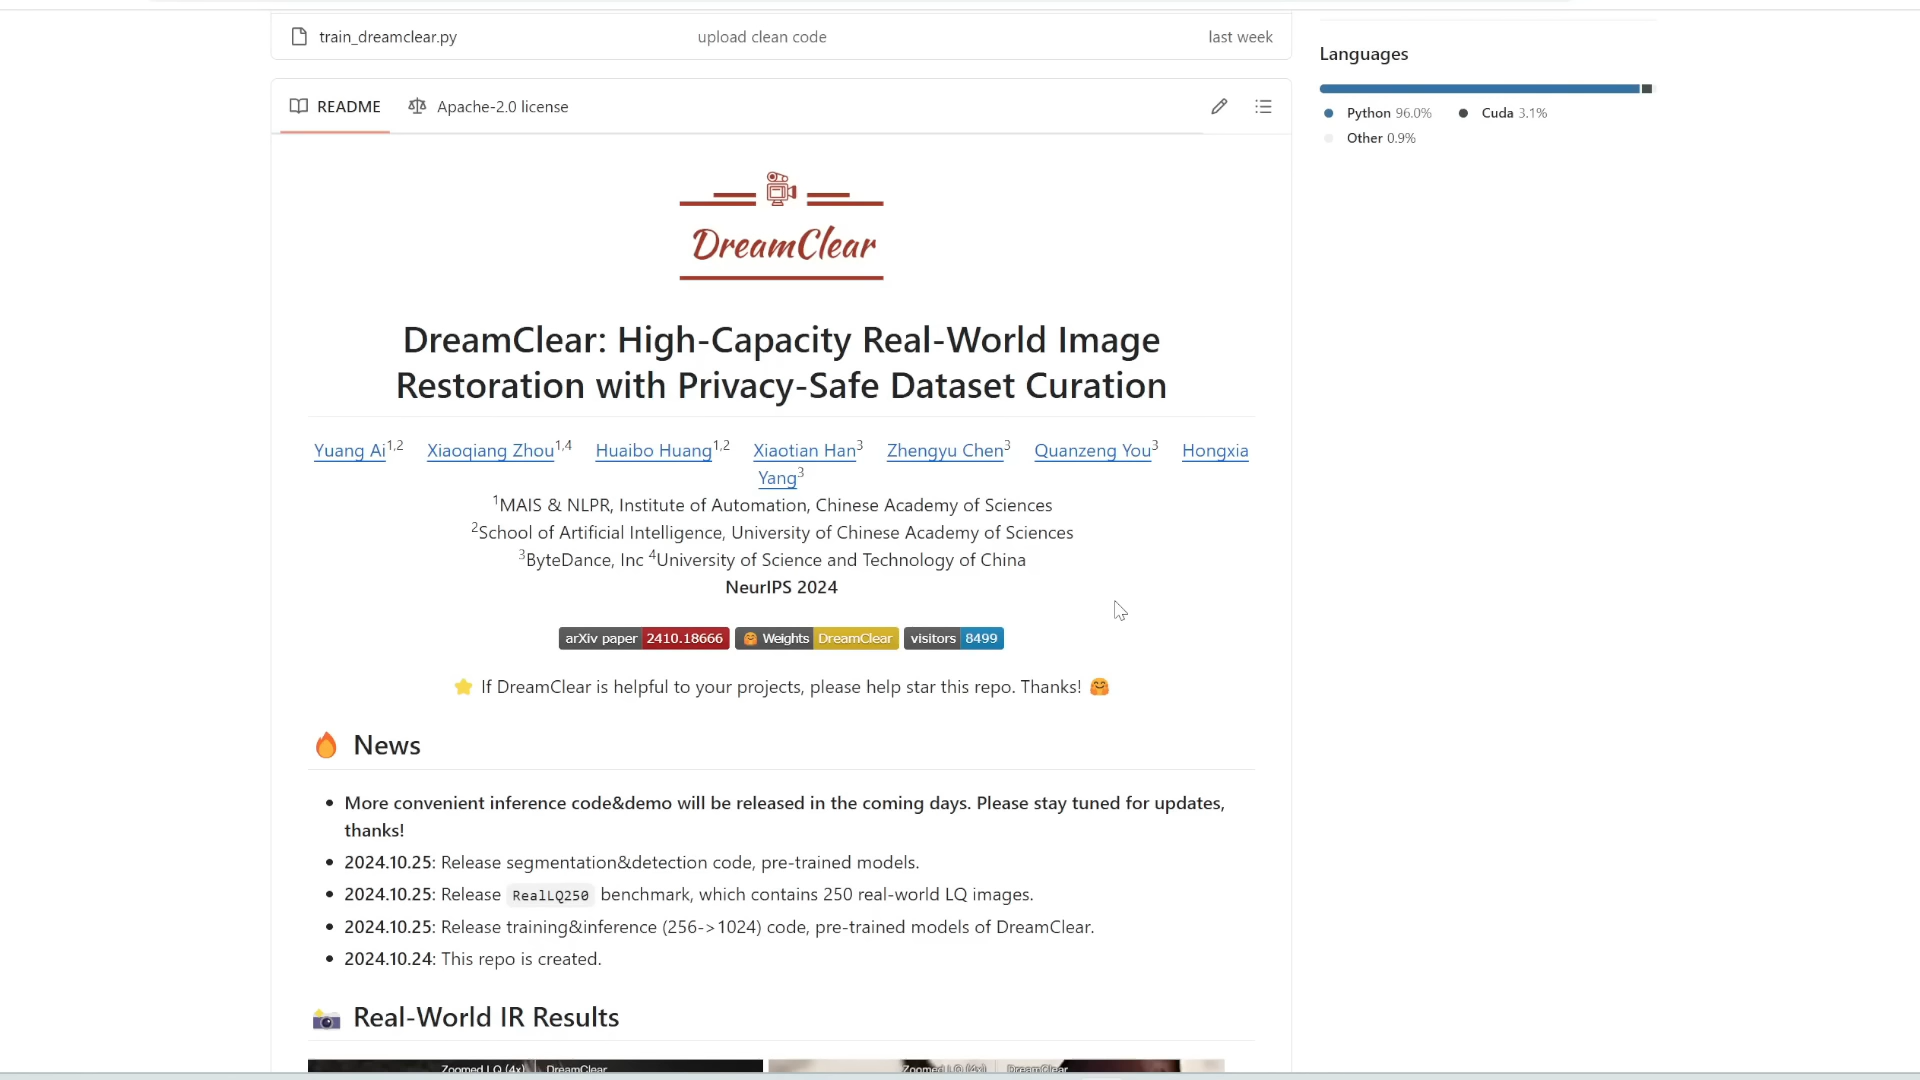 train_dreamclear.py upload clean code last week
Languages
Python 96.0% Cuda 3.1%
Other 0.9%
README Apache-2.0 license
DreamClear
DreamClear: High-Capacity Real-World Image
Restoration with Privacy-Safe Dataset Curation
Yuang Ai1,2 Xiaoqiang Zhou1,4 Huaibo Huang1,2 Xiaotian Han3 Zhengyu Chen3 Quanzeng You3 Hongxia
Yang3
1MAIS & NLPR, Institute of Automation, Chinese Academy of Sciences
2School of Artificial Intelligence, University of Chinese Academy of Sciences
3ByteDance, Inc 4University of Science and Technology of China
NeurIPS 2024
arXiv paper 2410.18666 🤗 Weights DreamClear visitors 8499
⭐ If DreamClear is helpful to your projects, please help star this repo. Thanks! 🤗
🔥 News
• More convenient inference code&demo will be released in the coming days. Please stay tuned for updates,
thanks!
• 2024.10.25: Release segmentation&detection code, pre-trained models.
• 2024.10.25: Release RealLQ250 benchmark, which contains 250 real-world LQ images.
• 2024.10.25: Release training&inference (256->1024) code, pre-trained models of DreamClear.
• 2024.10.24: This repo is created.
📸 Real-World IR Results
Zoomed LQ (4x) DreamClear Zoomed LQ (4x) DreamClear